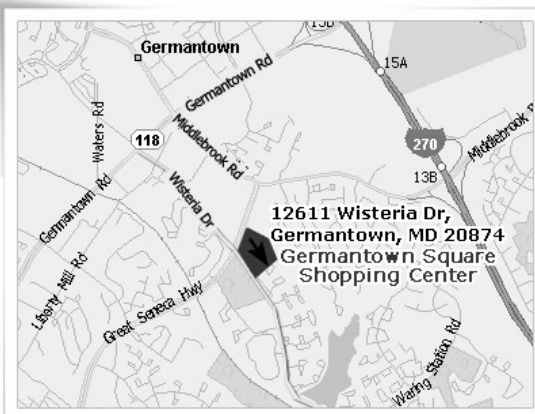 13B
Germantown
15A
Germantown Rd
Waters Rd
118
Middlebrook Rd
270
Middlebrook
13B
Wisteria Dr
Germantown Rd
12611 Wisteria Dr,
Germantown, MD 20874
Germantown Square
Shopping Center
Liberty Mill Rd
Great Seneca Hwy
Waring Station Rd